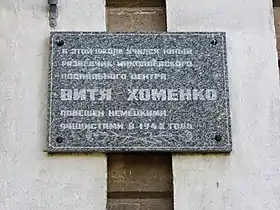 В ЭТОЙ ШКОЛЕ УЧИЛСЯ ЮНЫЙ
РАЗВЕДЧИК НИКОЛАЕВСКОГО
ПОДПОЛЬНОГО ЦЕНТРА
ВИТЯ ХОМЕНКО
ПОВЕШЕН НЕМЕЦКИМИ
ФАШИСТАМИ В 1942 ГОДУ